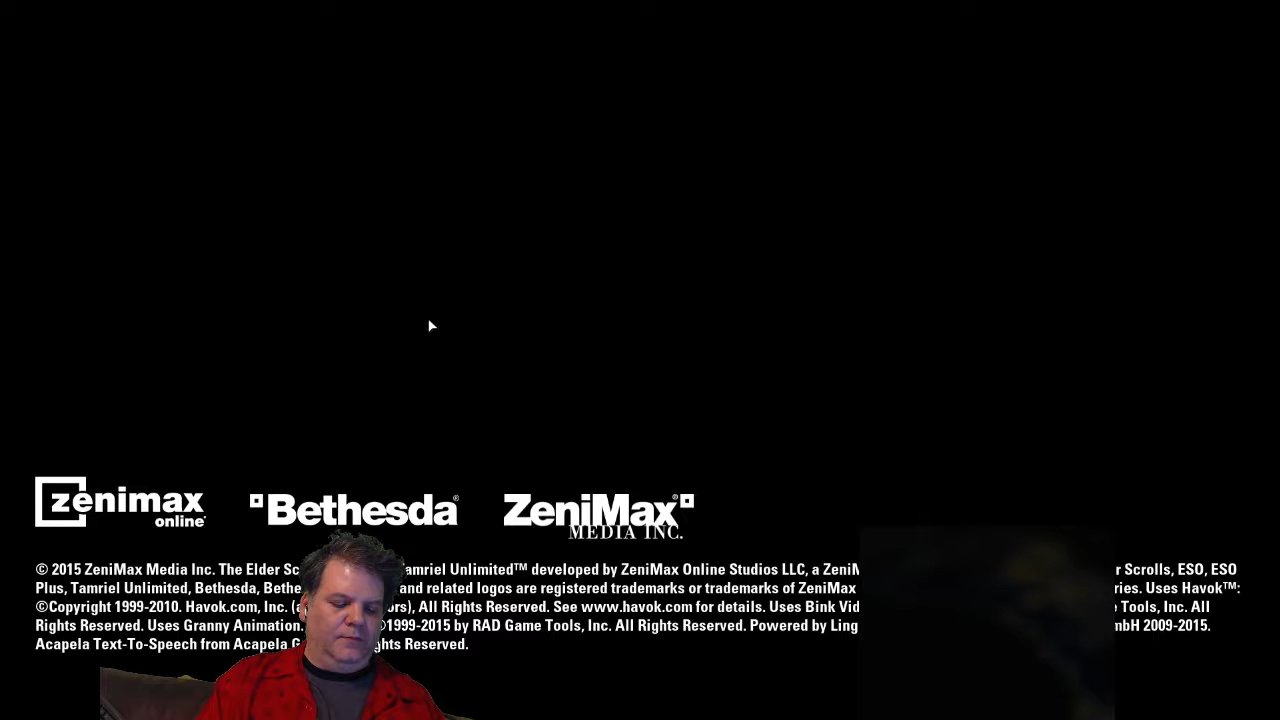 zenimax online
Bethesda®
ZeniMax® MEDIA INC.
© 2015 ZeniMax Media Inc. The Elder Sc Tamriel Unlimited™ developed by ZeniMax Online Studios LLC, a ZeniM r Scrolls, ESO, ESO
Plus, Tamriel Unlimited, Bethesda, Bethe and related logos are registered trademarks or trademarks of ZeniMax ries. Uses Havok™:
©Copyright 1999-2010. Havok.com, Inc. (a ors), All Rights Reserved. See www.havok.com for details. Uses Bink Vid e Tools, Inc. All
Rights Reserved. Uses Granny Animation. ©1999-2015 by RAD Game Tools, Inc. All Rights Reserved. Powered by Ling mbH 2009-2015.
Acapela Text-To-Speech from Acapela G ghts Reserved.